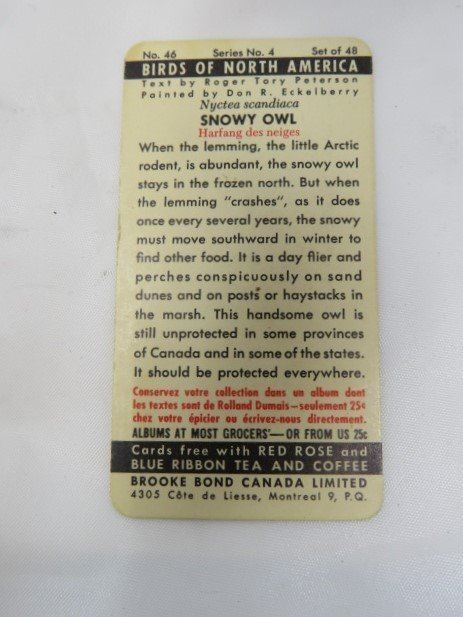 No. 46 Series No. 4 Set of 48
BIRDS OF NORTH AMERICA
Text by Roger Tory Peterson
Painted by Don R. Eckelberry
Nyctea scandiaca
SNOWY OWL
Harfang des neiges
When the lemming, the little Arctic
rodent, is abundant, the snowy owl
stays in the frozen north. But when
the lemming "crashes", as it does
once every several years, the snowy
must move southward in winter to
find other food. It is a day flier and
perches conspicuously on sand
dunes and on posts or haystacks in
the marsh. This handsome owl is
still unprotected in some provinces
of Canada and in some of the states.
It should be protected everywhere.
Conservez votre collection dans un album dont
les textes sont de Rolland Dumais—seulement 25¢
chez votre épicier ou écrivez-nous directement.
ALBUMS AT MOST GROCERS'—OR FROM US 25¢
Cards free with RED ROSE and
BLUE RIBBON TEA AND COFFEE
BROOKE BOND CANADA LIMITED
4305 Côte de Liesse, Montreal 9, P.Q.